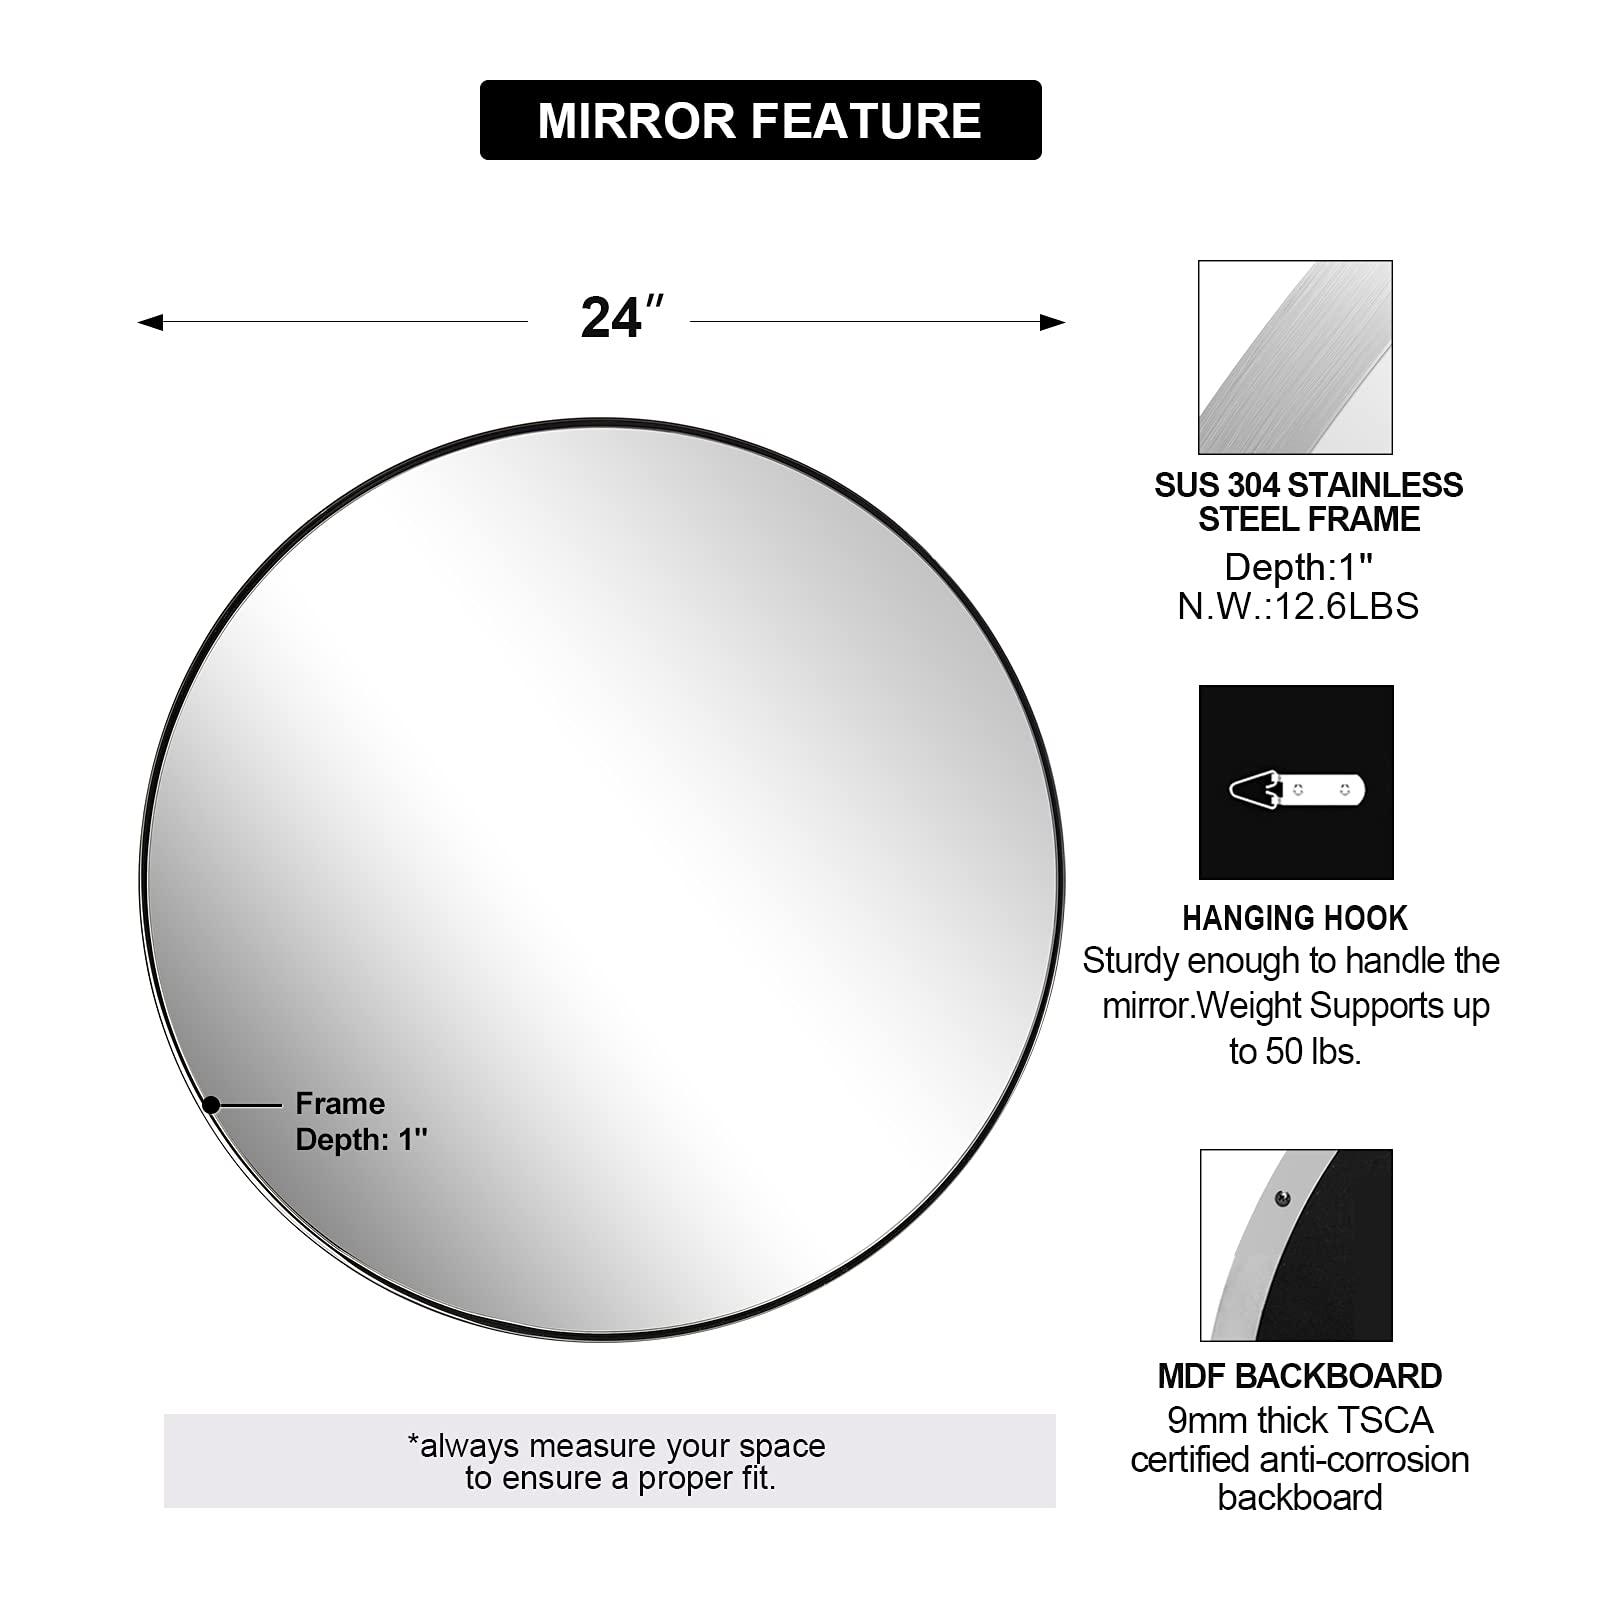 MIRROR FEATURE
24″
SUS 304 STAINLESS
STEEL FRAME
Depth:1"
N.W.:12.6LBS
HANGING HOOK
Sturdy enough to handle the
mirror.Weight Supports up
to 50 lbs.
Frame
Depth: 1"
MDF BACKBOARD
9mm thick TSCA
certified anti-corrosion
backboard
*always measure your space
to ensure a proper fit.